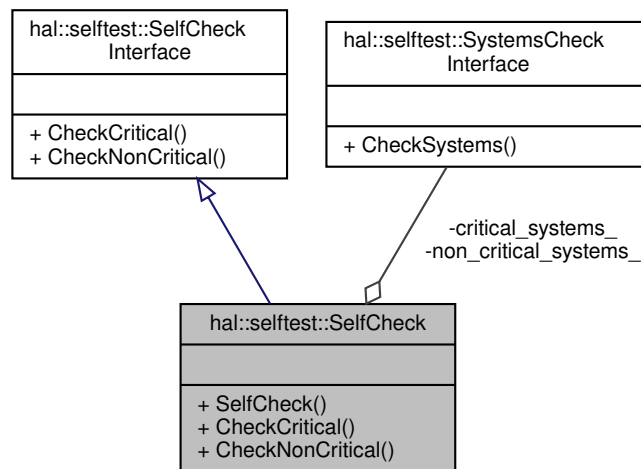 hal::selftest::SelfCheck
Interface
+ CheckCritical()
+ CheckNonCritical()
hal::selftest::SystemsCheck
Interface
+ CheckSystems()
-critical_systems_
-non_critical_systems_
hal::selftest::SelfCheck
+ SelfCheck()
+ CheckCritical()
+ CheckNonCritical()